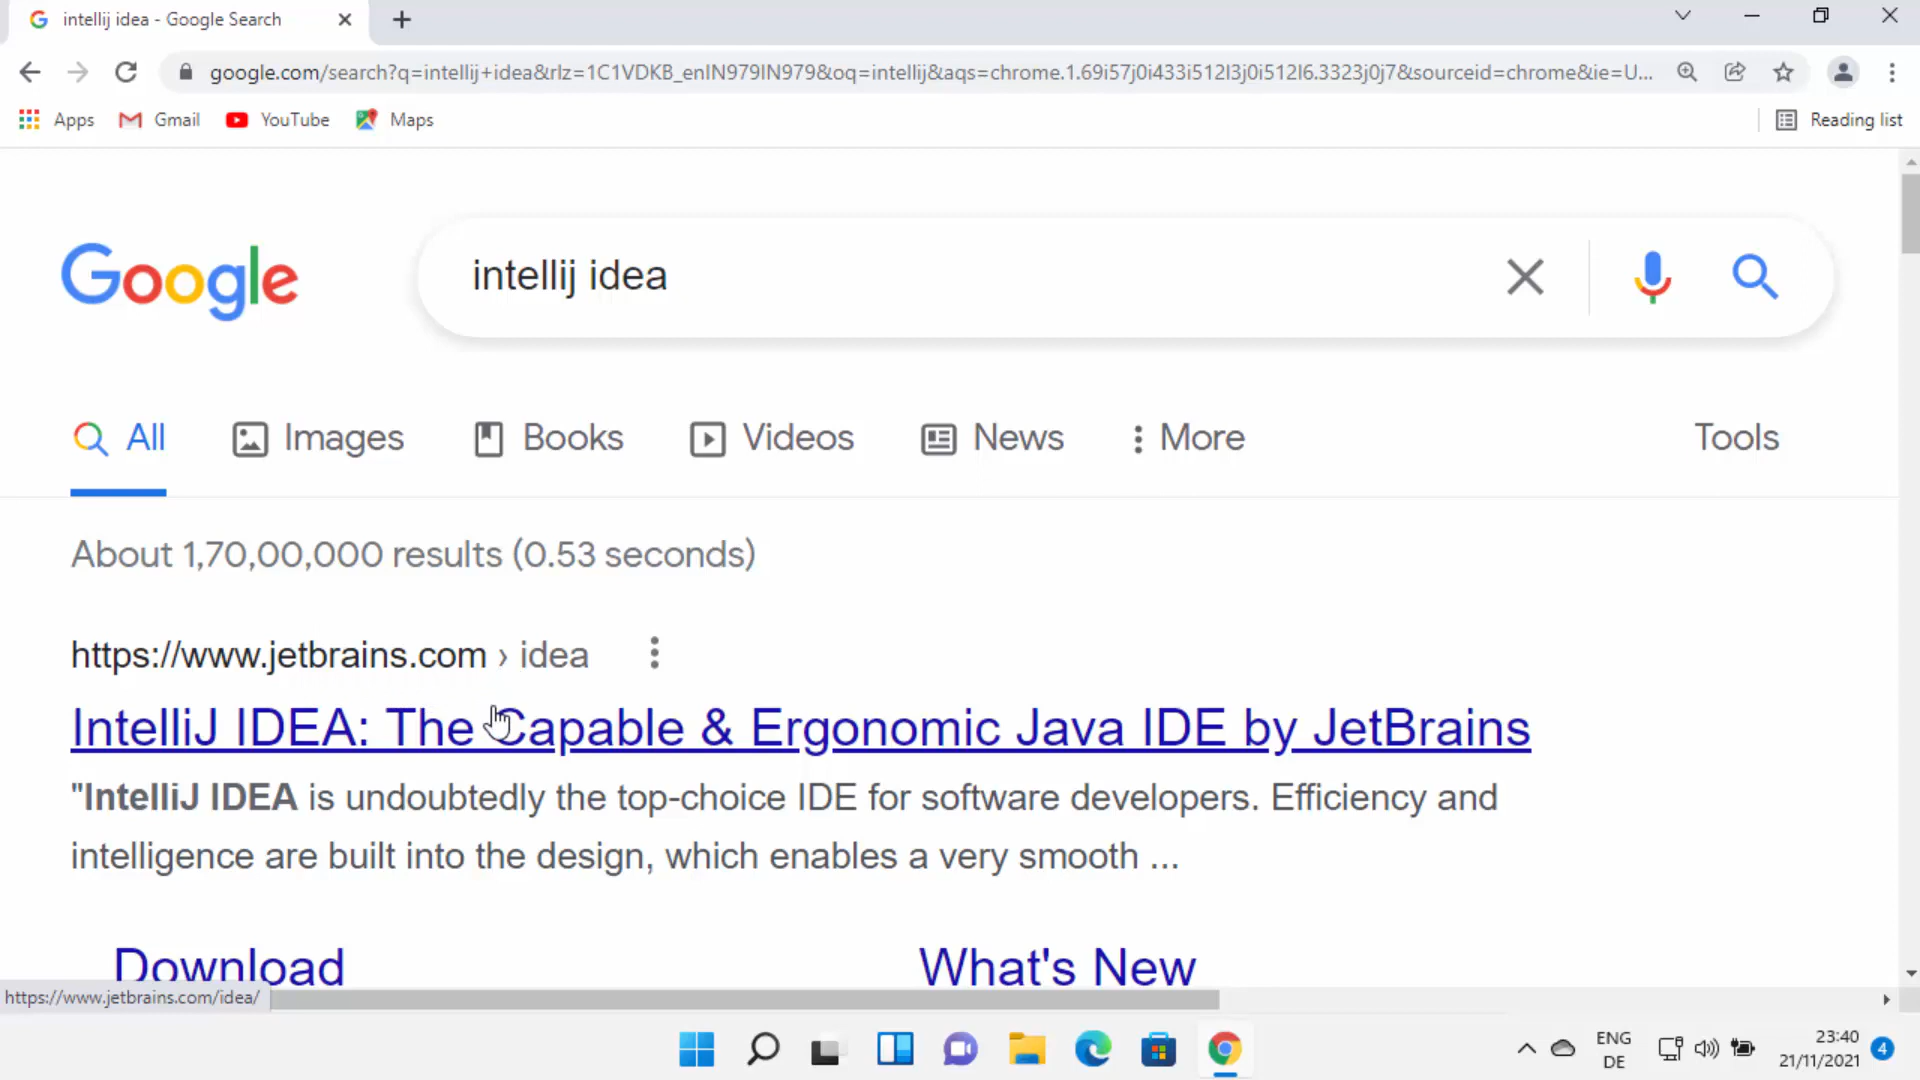 intellij idea - Google Search
google.com/search?q=intellij+idea&rlz=1C1VDKB_enIN979IN979&oq=intellij&aqs=chrome.1.69i57j0i433i512l3j0i512l6.3323j0j7&sourceid=chrome&ie=U...
Apps Gmail YouTube Maps Reading list
Google intellij idea
All Images Books Videos News More Tools
About 1,70,00,000 results (0.53 seconds)
https://www.jetbrains.com › idea
IntelliJ IDEA: The Capable & Ergonomic Java IDE by JetBrains
"IntelliJ IDEA is undoubtedly the top-choice IDE for software developers. Efficiency and
intelligence are built into the design, which enables a very smooth ...
Download What's New
https://www.jetbrains.com/idea/
ENG 23:40
DE 21/11/2021 4